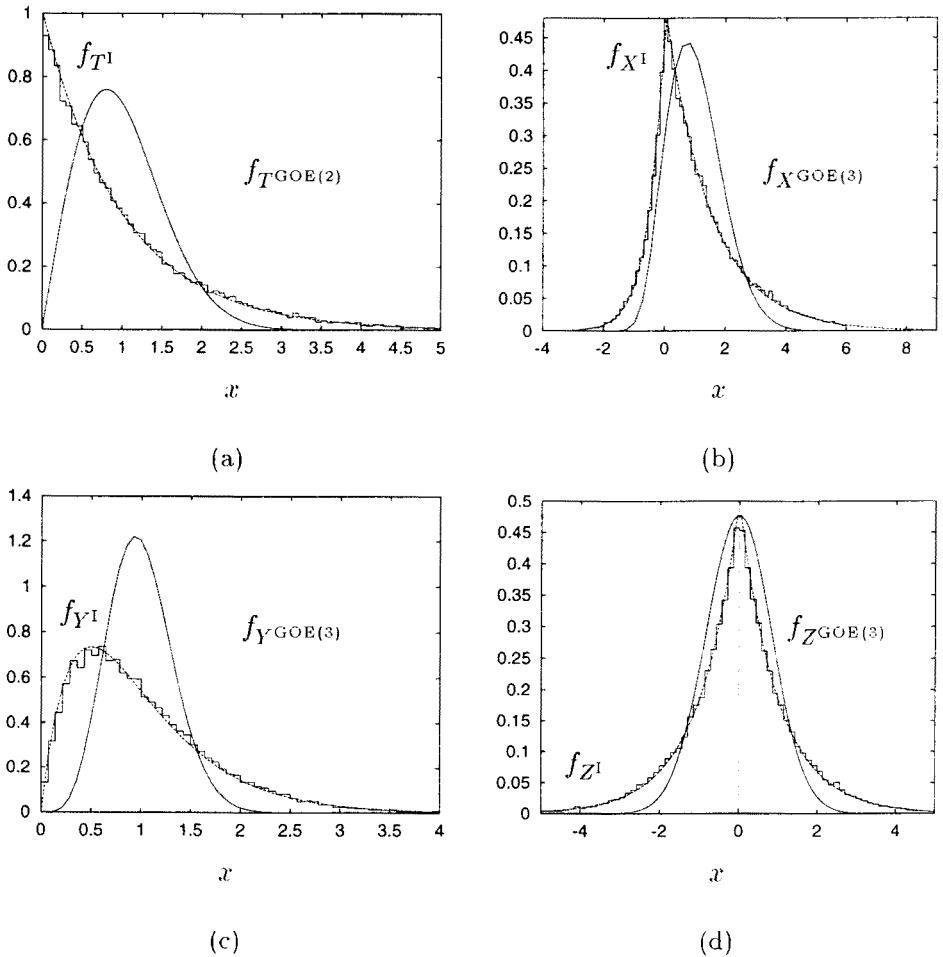 1
0.8
0.6
0.4
0.2
0
0 0.5 1 1.5 2 2.5 3 3.5 4 4.5 5
f_{T^I}
f_{T^{GOE(2)}}
x
(a)
0.45
0.4
0.35
0.3
0.25
0.2
0.15
0.1
0.05
0
-4 -2 0 2 4 6 8
f_{X^I}
f_{X^{GOE(3)}}
x
(b)
1.4
1.2
1
0.8
0.6
0.4
0.2
0
0 0.5 1 1.5 2 2.5 3 3.5 4
f_{Y^I}
f_{Y^{GOE(3)}}
x
(c)
0.5
0.45
0.4
0.35
0.3
0.25
0.2
0.15
0.1
0.05
0
-4 -2 0 2 4
f_{Z^I}
f_{Z^{GOE(3)}}
x
(d)